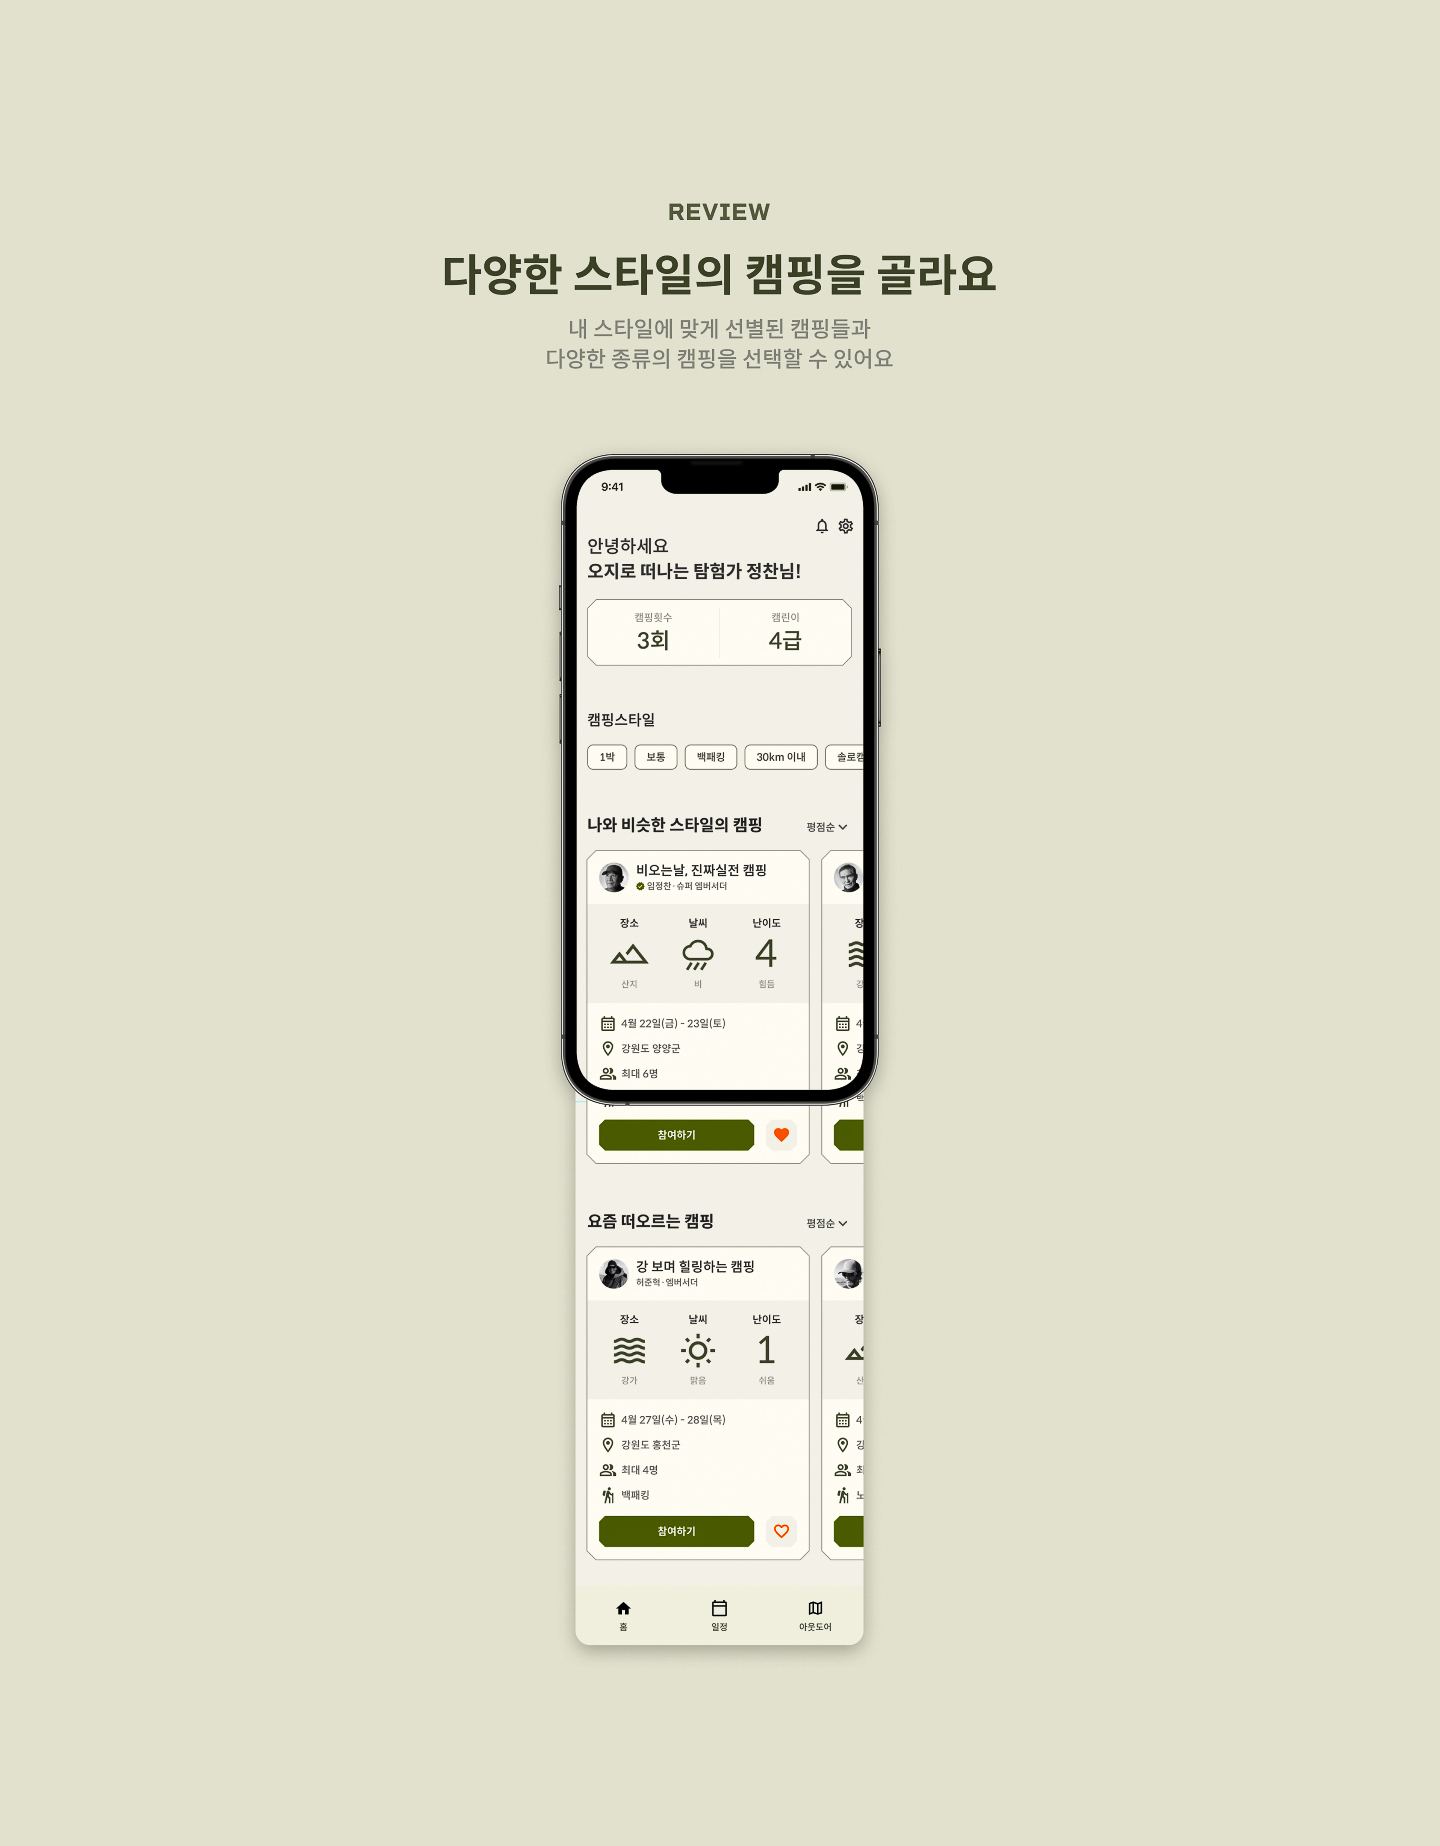 REVIEW
다양한 스타일의 캠핑을 골라요
내 스타일에 맞게 선별된 캠핑들과
다양한 종류의 캠핑을 선택할 수 있어요
9:41
안녕하세요
오지로 떠나는 탐험가 정찬님!
캠핑횟수
캠린이
3회
4급
캠핑스타일
1박
보통
백패킹
30km 이내
솔로캠
나와 비슷한 스타일의 캠핑
평점순
비오는날, 진짜실전 캠핑
임정찬·슈퍼 엠버서더
장소
날씨
난이도
4
산지
비
힘듬
4월 22일(금) - 23일(토)
강원도 양양군
최대 6명
참여하기
요즘 떠오르는 캠핑
평점순
강 보며 힐링하는 캠핑
허준혁·엠버서더
장소
날씨
난이도
1
강가
맑음
쉬움
4월 27일(수) - 28일(목)
강원도 홍천군
최대 4명
백패킹
참여하기
홈
일정
아웃도어